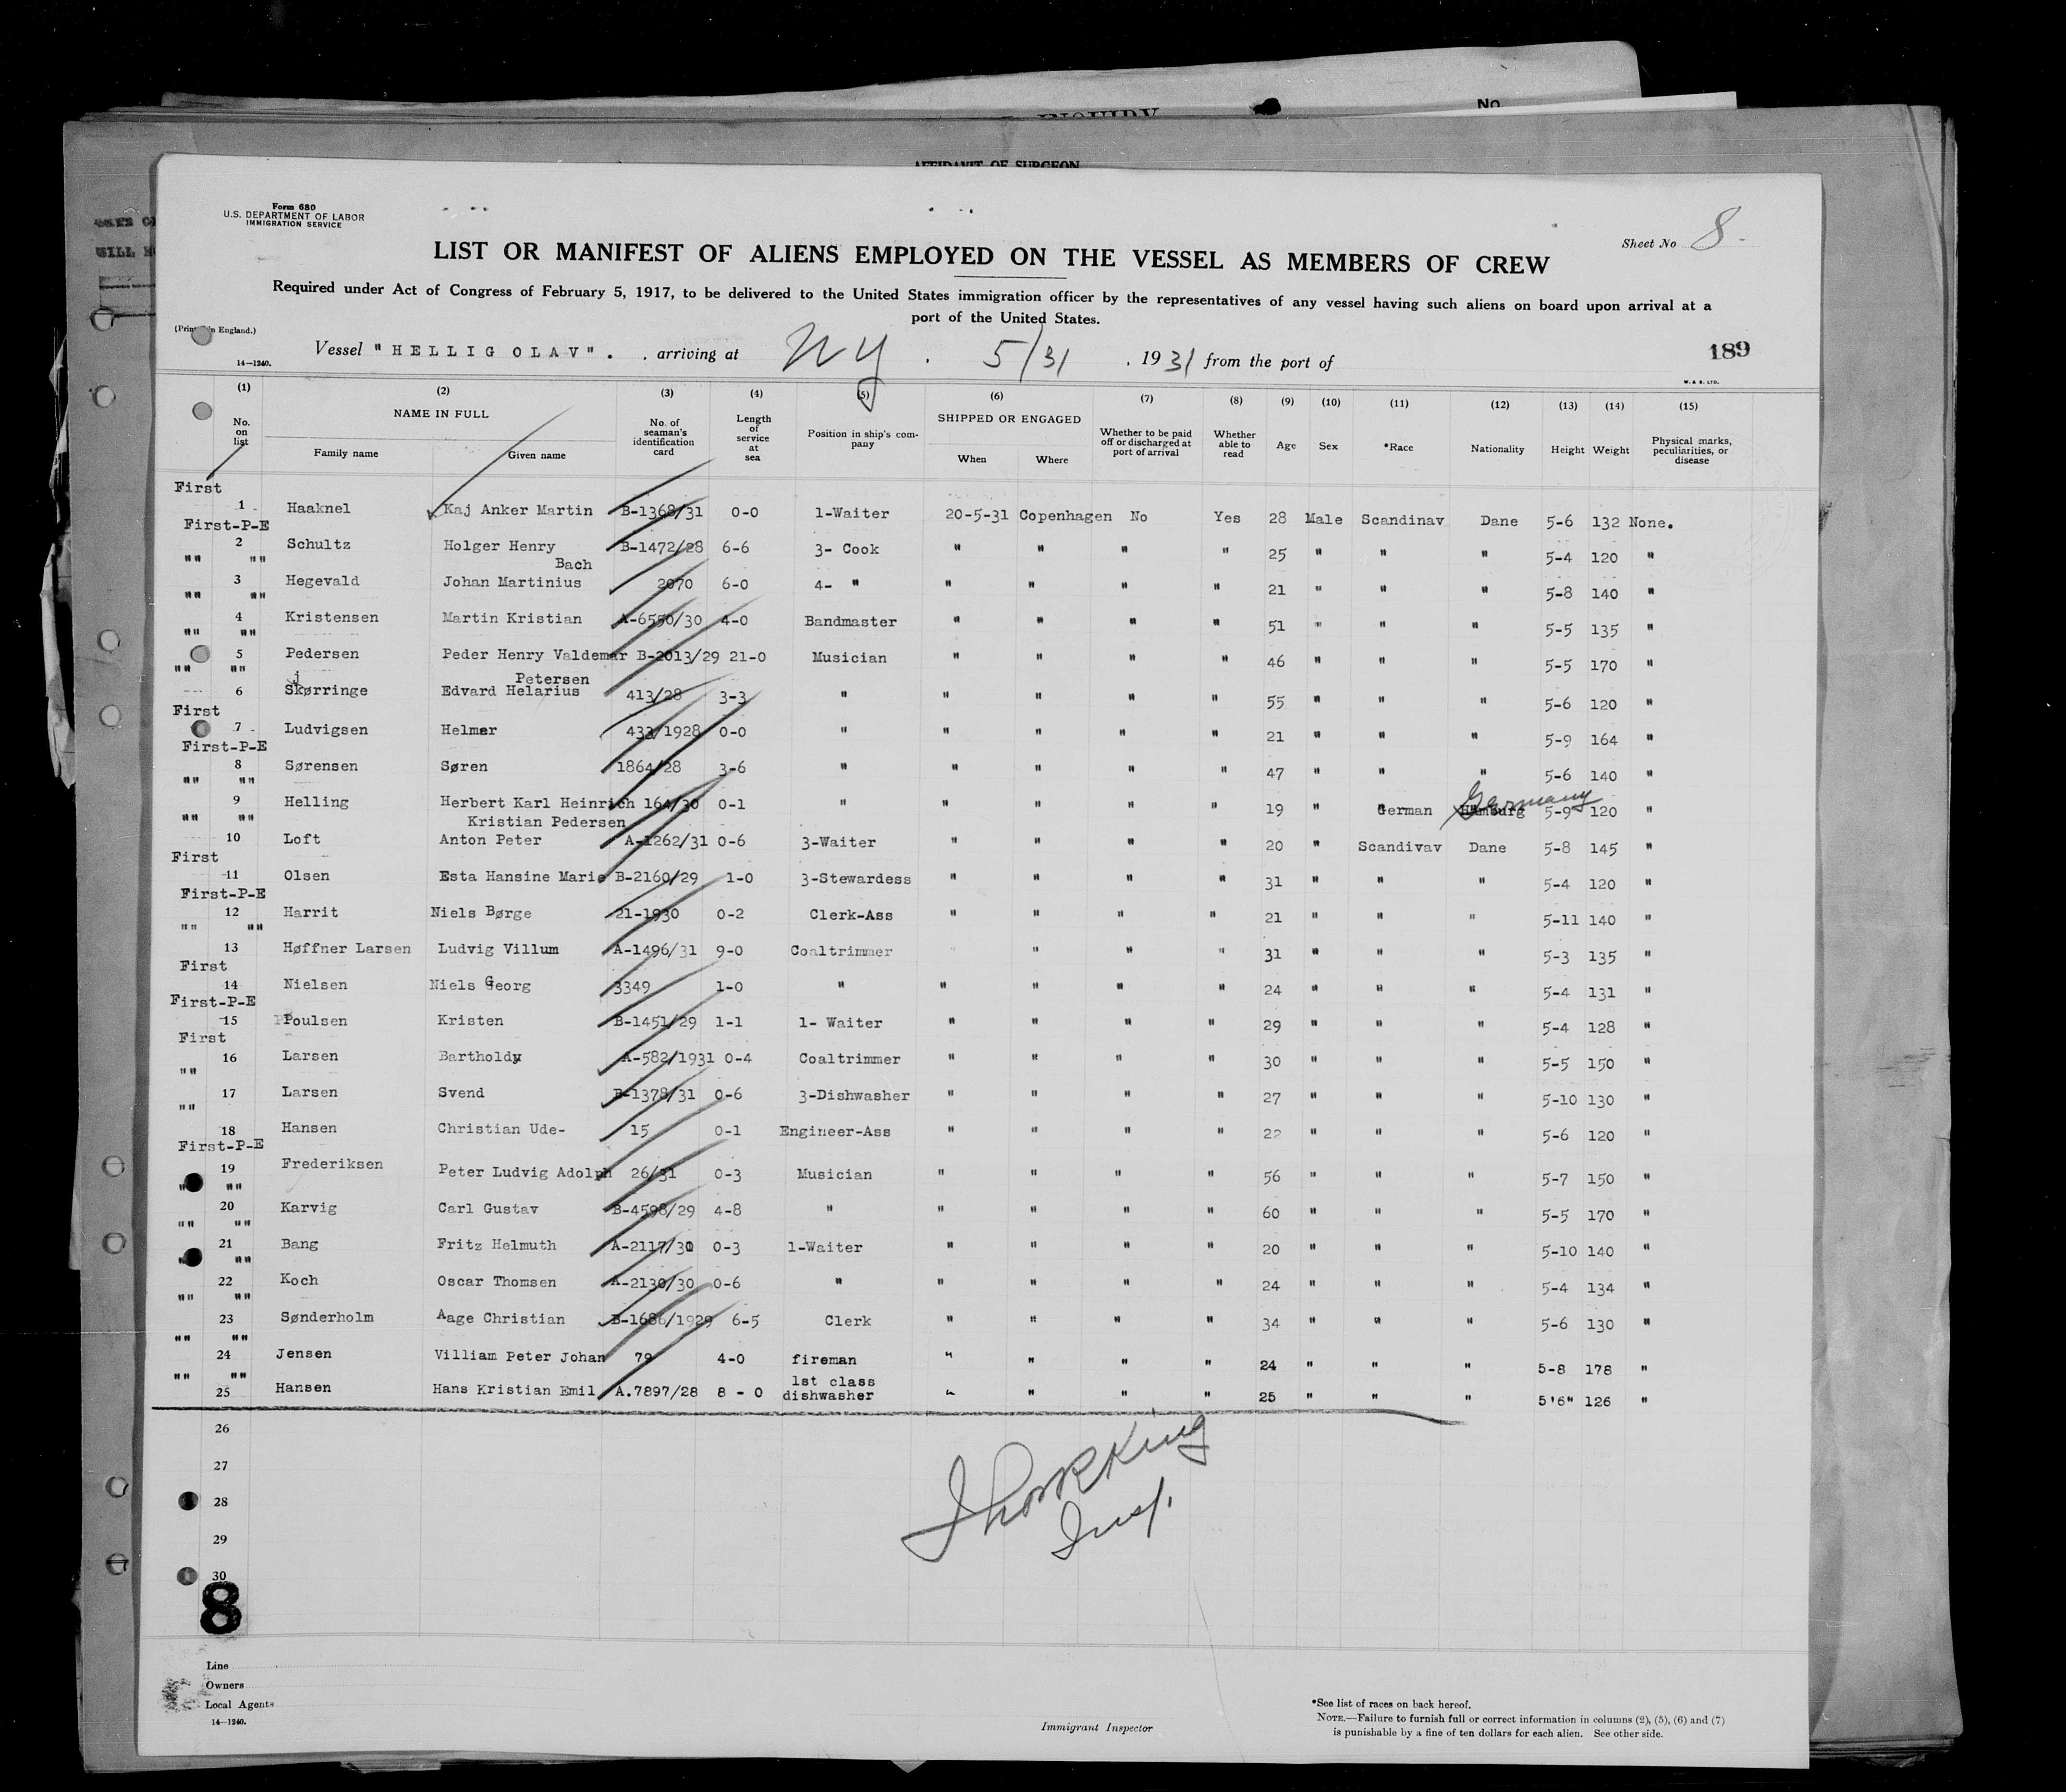 No.
INQUIRY
AFFIDAVIT OF SURGEON
Form 680
U.S. DEPARTMENT OF LABOR
IMMIGRATION SERVICE
Sheet No 8.
LIST OR MANIFEST OF ALIENS EMPLOYED ON THE VESSEL AS MEMBERS OF CREW
Required under Act of Congress of February 5, 1917, to be delivered to the United States immigration officer by the representatives of any vessel having such aliens on board upon arrival at a
port of the United States.
(Printed in England.)
14—1240.
Vessel "HELLIG OLAV". , arriving at NY . 5/31 , 1931 from the port of
189
W. & S. LTD.
(1) (2) (3) (4) (5) (6) (7) (8) (9) (10) (11) (12) (13) (14) (15)
No. on list NAME IN FULL Family name Given name No. of seaman's identification card Length of service at sea Position in ship's company SHIPPED OR ENGAGED When Where Whether to be paid off or discharged at port of arrival Whether able to read Age Sex *Race Nationality Height Weight Physical marks, peculiarities, or disease
First
1 Haaknel Kaj Anker Martin B-1368/31 0-0 1-Waiter 20-5-31 Copenhagen No Yes 28 Male Scandinav Dane 5-6 132 None.
First-P-E
2 Schultz Holger Henry B-1472/28 6-6 3- Cook " " " " 25 " " " 5-4 120 "
"" "" Bach
3 Hegevald Johan Martinius 2070 6-0 4- " " " " " 21 " " " 5-8 140 "
"" ""
4 Kristensen Martin Kristian A-6550/30 4-0 Bandmaster " " " " 51 " " " 5-5 135 "
"" ""
5 Pedersen Peder Henry Valdemar B-2013/29 21-0 Musician " " " " 46 " " " 5-5 170 "
"" "" j Petersen
6 Skørringe Edvard Helarius 413/28 3-3 " " " " " 55 " " " 5-6 120 "
First
7 Ludvigsen Helmer 433/1928 0-0 " " " " " 21 " " " 5-9 164 "
First-P-E
8 Sørensen Søren 1864/28 3-6 " " " " " 47 " " " 5-6 140 "
"" "" Germany
9 Helling Herbert Karl Heinrich 164/30 0-1 " " " " " 19 " German Hamburg 5-9 120 "
"" "" Kristian Pedersen
10 Loft Anton Peter A-1262/31 0-6 3-Waiter " " " " 20 " Scandivav Dane 5-8 145 "
First
11 Olsen Esta Hansine Marie B-2160/29 1-0 3-Stewardess " " " " 31 " " " 5-4 120 "
First-P-E
12 Harrit Niels Børge 21-1930 0-2 Clerk-Ass " " " " 21 " " " 5-11 140 "
"" ""
13 Høffner Larsen Ludvig Villum A-1496/31 9-0 Coaltrimmer " " " " 31 " " " 5-3 135 "
First
14 Nielsen Niels Georg 3349 1-0 " " " " " 24 " " " 5-4 131 "
First-P-E
15 Poulsen Kristen B-1451/29 1-1 1- Waiter " " " " 29 " " " 5-4 128 "
First
16 Larsen Bartholdy A-582/1931 0-4 Coaltrimmer " " " " 30 " " " 5-5 150 "
""
17 Larsen Svend B-1378/31 0-6 3-Dishwasher " " " " 27 " " " 5-10 130 "
""
18 Hansen Christian Ude- 15 0-1 Engineer-Ass " " " " 22 " " " 5-6 120 "
First-P-E
19 Frederiksen Peter Ludvig Adolph 26/31 0-3 Musician " " " " 56 " " " 5-7 150 "
" ""
20 Karvig Carl Gustav B-4598/29 4-8 " " " " " 60 " " " 5-5 170 "
"" ""
21 Bang Fritz Helmuth A-2117/30 0-3 1-Waiter " " " " 20 " " " 5-10 140 "
" ""
22 Koch Oscar Thomsen A-2130/30 0-6 " " " " " 24 " " " 5-4 134 "
"" ""
23 Sønderholm Aage Christian B-1686/1929 6-5 Clerk " " " " 34 " " " 5-6 130 "
"" ""
24 Jensen Villiam Peter Johan 79 4-0 fireman " " " " 24 " " " 5-8 178 "
"" "" 1st class
25 Hansen Hans Kristian Emil A.7897/28 8 - 0 dishwasher " " " " 25 " " " 5'6" 126 "
26
27
28
29
30
8
Insp.
Line
Owners
Local Agents
14—1240.
Immigrant Inspector
*See list of races on back hereof.
NOTE.—Failure to furnish full or correct information in columns (2), (5), (6) and (7)
is punishable by a fine of ten dollars for each alien. See other side.